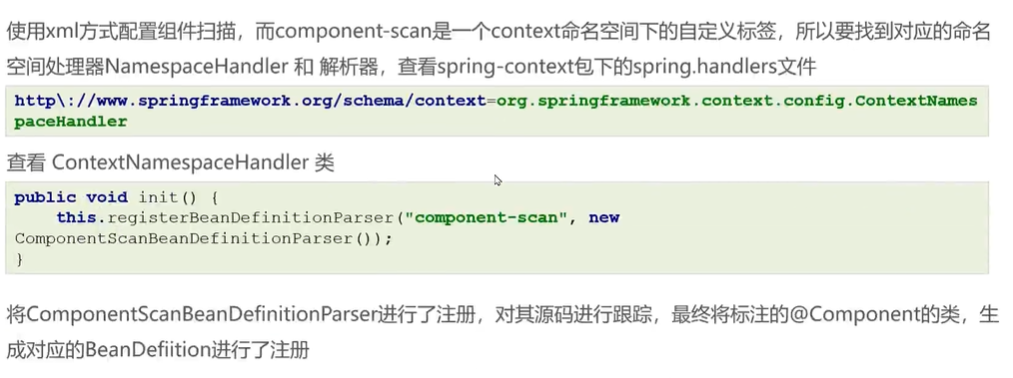 使用xml方式配置组件扫描，而component-scan是一个context命名空间下的自定义标签，所以要找到对应的命名
空间处理器NamespaceHandler 和 解析器，查看spring-context包下的spring.handlers文件
http\://www.springframework.org/schema/context=org.springframework.context.config.ContextNames
paceHandler
查看 ContextNamespaceHandler 类
public void init() {
    this.registerBeanDefinitionParser("component-scan", new
ComponentScanBeanDefinitionParser());
}
将ComponentScanBeanDefinitionParser进行了注册，对其源码进行跟踪，最终将标注的@Component的类，生
成对应的BeanDefiition进行了注册